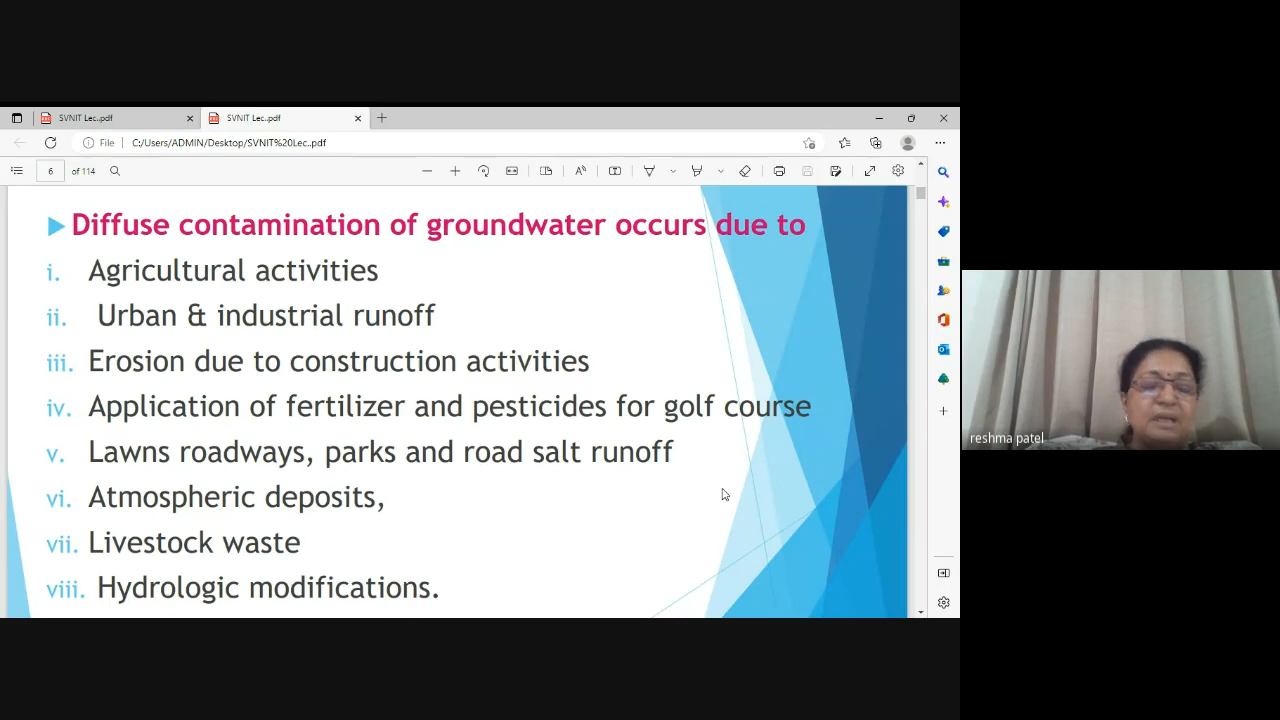 SVNIT Lec..pdf
SVNIT Lec..pdf
File
C:/Users/ADMIN/Desktop/SVNIT%20Lec..pdf
6 of 114
Diffuse contamination of groundwater occurs due to
i. Agricultural activities
ii. Urban & industrial runoff
iii. Erosion due to construction activities
iv. Application of fertilizer and pesticides for golf course
v. Lawns roadways, parks and road salt runoff
vi. Atmospheric deposits,
vii. Livestock waste
viii. Hydrologic modifications.
reshma patel